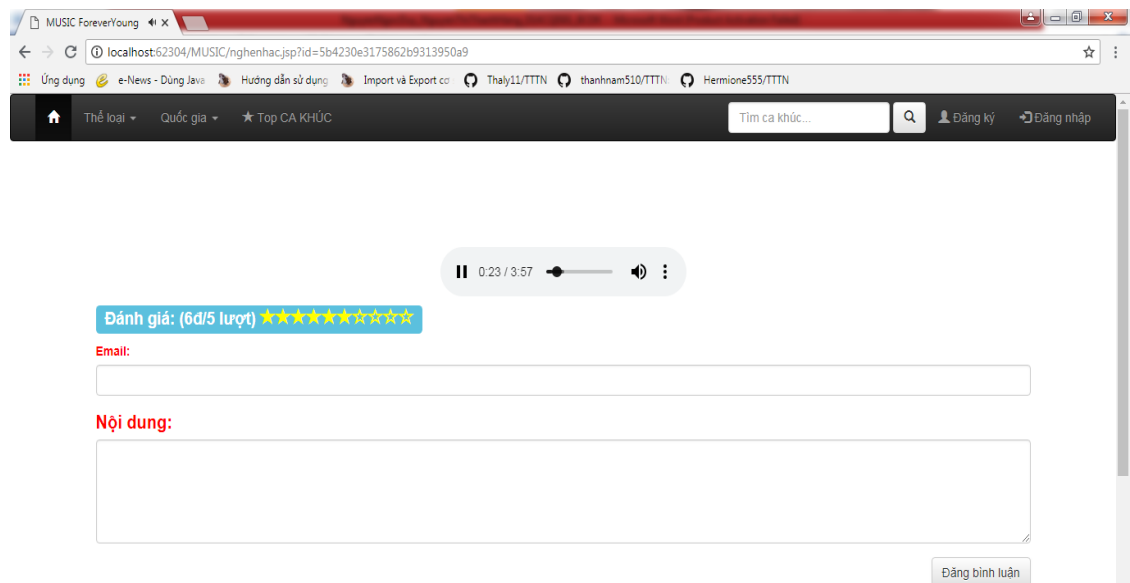 MUSIC ForeverYoung
localhost:62304/MUSIC/nghenhac.jsp?id=5b4230e3175862b9313950a9
Ứng dụng e-News - Dùng Java Hướng dẫn sử dụng Import và Export cơ Thaly11/TTTN thanhnam510/TTTN Hermione555/TTTN
Thể loại Quốc gia ★ Top CA KHÚC Tìm ca khúc... Đăng ký Đăng nhập
0:23 / 3:57
Đánh giá: (6đ/5 lượt) ★★★★★★☆☆☆☆
Email:
Nội dung:
Đăng bình luận